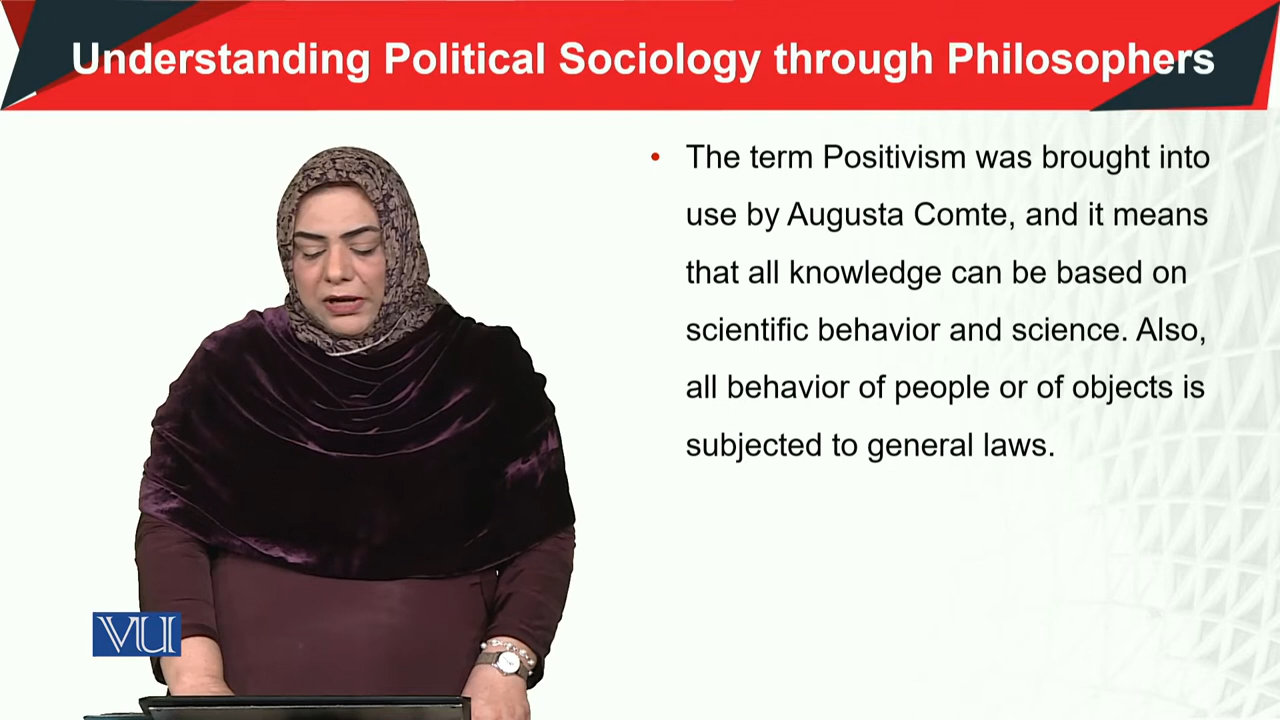 Understanding Political Sociology through Philosophers
• The term Positivism was brought into
use by Augusta Comte, and it means
that all knowledge can be based on
scientific behavior and science. Also,
all behavior of people or of objects is
subjected to general laws.
VU